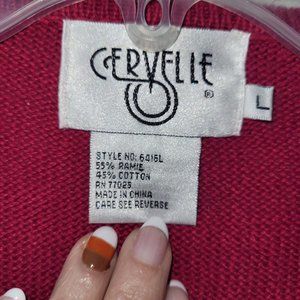 CERVELLE
®
L
STYLE NO: 6415L
55% RAMIE
45% COTTON
RN 77025
MADE IN CHINA
CARE SEE REVERSE